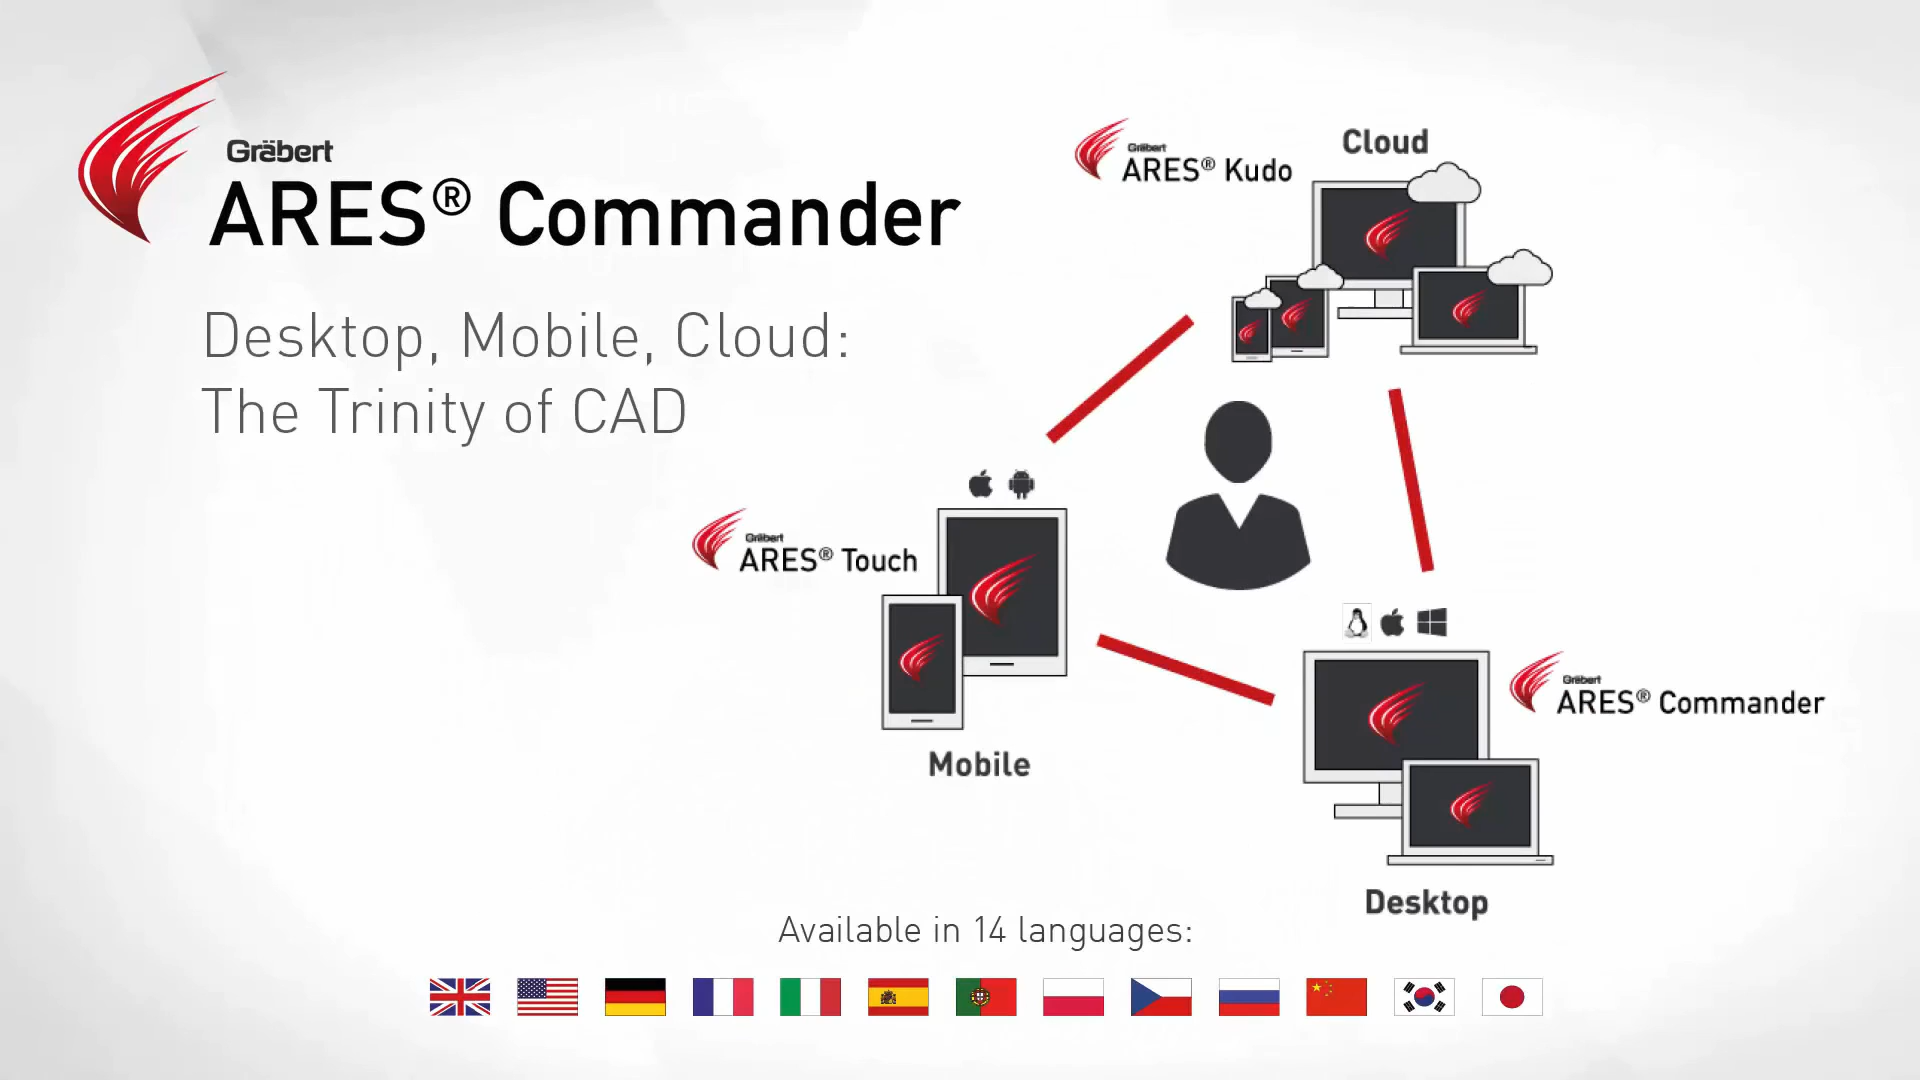 Gräbert
ARES® Commander
Desktop, Mobile, Cloud:
The Trinity of CAD
Cloud
Gräbert
ARES® Kudo
Gräbert
ARES® Touch
Mobile
Gräbert
ARES® Commander
Desktop
Available in 14 languages: